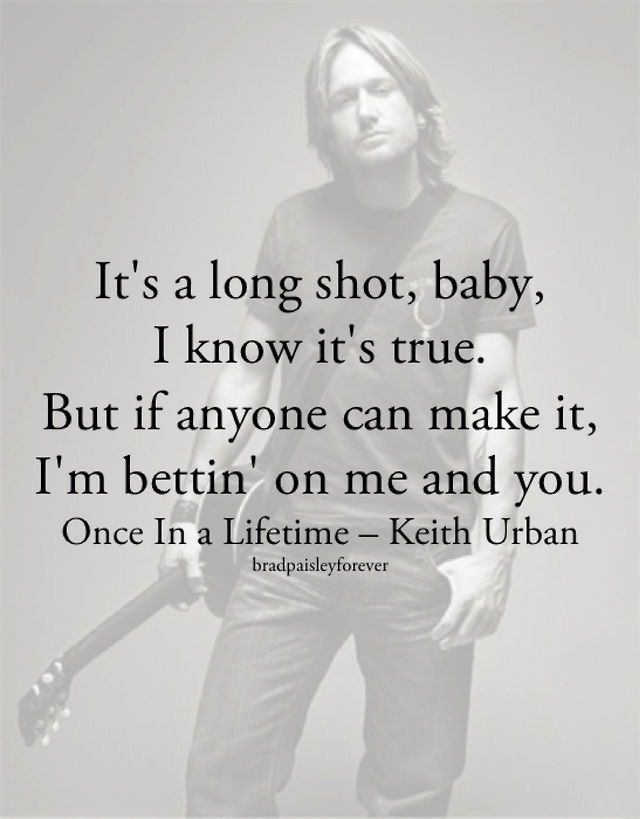 It's a long shot, baby,
I know it's true.
But if anyone can make it,
I'm bettin' on me and you.
Once In a Lifetime – Keith Urban
bradpaisleyforever